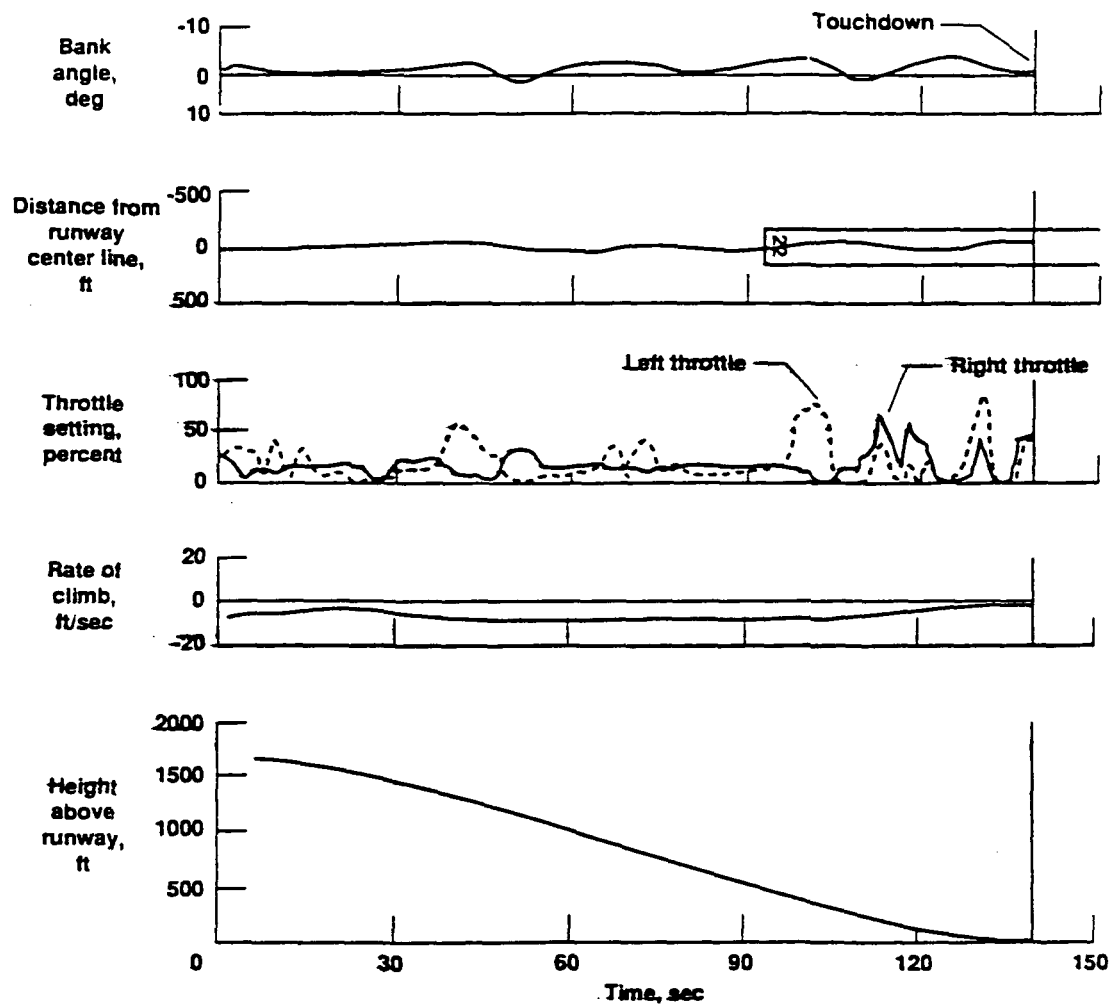 -10
Touchdown
Bank
angle,
deg
0
10
-500
Distance from
runway
center line,
ft
0
22
500
Left throttle
Right throttle
100
Throttle
setting,
percent
50
0
20
Rate of
climb,
ft/sec
0
-20
2000
1500
Height
above
runway,
ft
1000
500
0 30 60 90 120 150
Time, sec